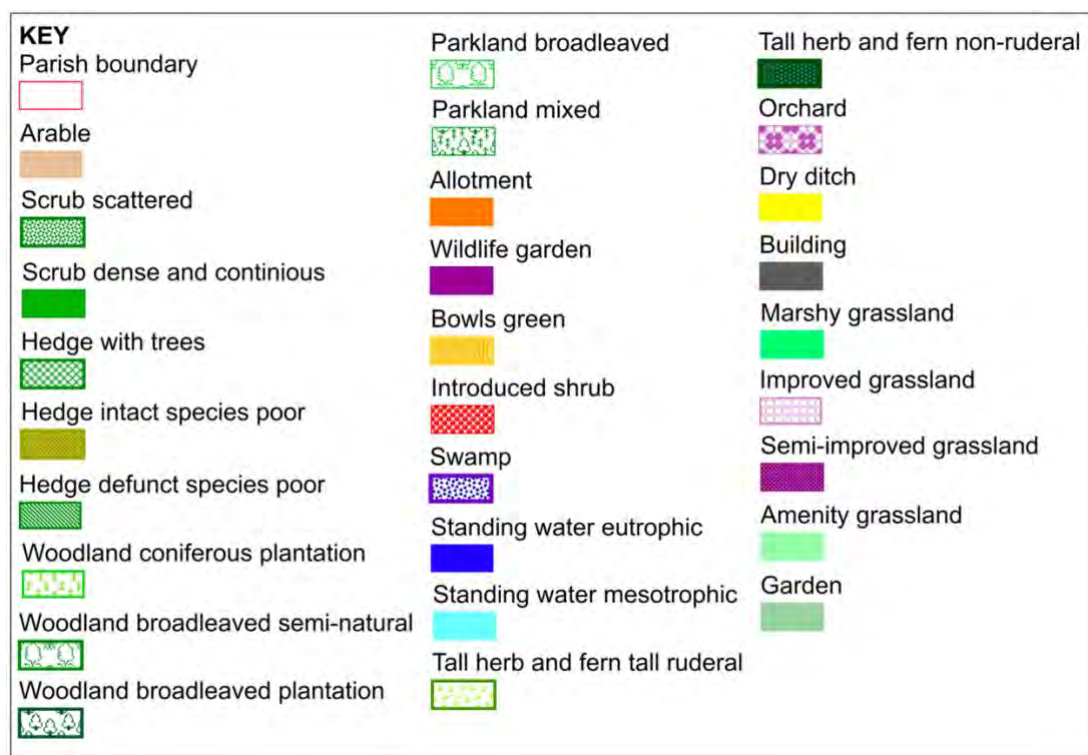 KEY
Parish boundary
Arable
Scrub scattered
Scrub dense and continious
Hedge with trees
Hedge intact species poor
Hedge defunct species poor
Woodland coniferous plantation
Woodland broadleaved semi-natural
Woodland broadleaved plantation
Parkland broadleaved
Parkland mixed
Allotment
Wildlife garden
Bowls green
Introduced shrub
Swamp
Standing water eutrophic
Standing water mesotrophic
Tall herb and fern tall ruderal
Tall herb and fern non-ruderal
Orchard
Dry ditch
Building
Marshy grassland
Improved grassland
Semi-improved grassland
Amenity grassland
Garden